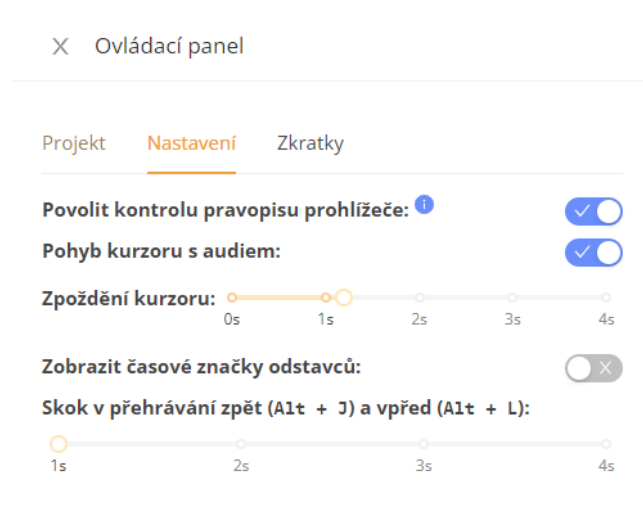 Ovládací panel
Projekt Nastavení Zkratky
Povolit kontrolu pravopisu prohlížeče:
Pohyb kurzoru s audiem:
Zpoždění kurzoru:
0s 1s 2s 3s 4s
Zobrazit časové značky odstavců:
Skok v přehrávání zpět (Alt + J) a vpřed (Alt + L):
1s 2s 3s 4s